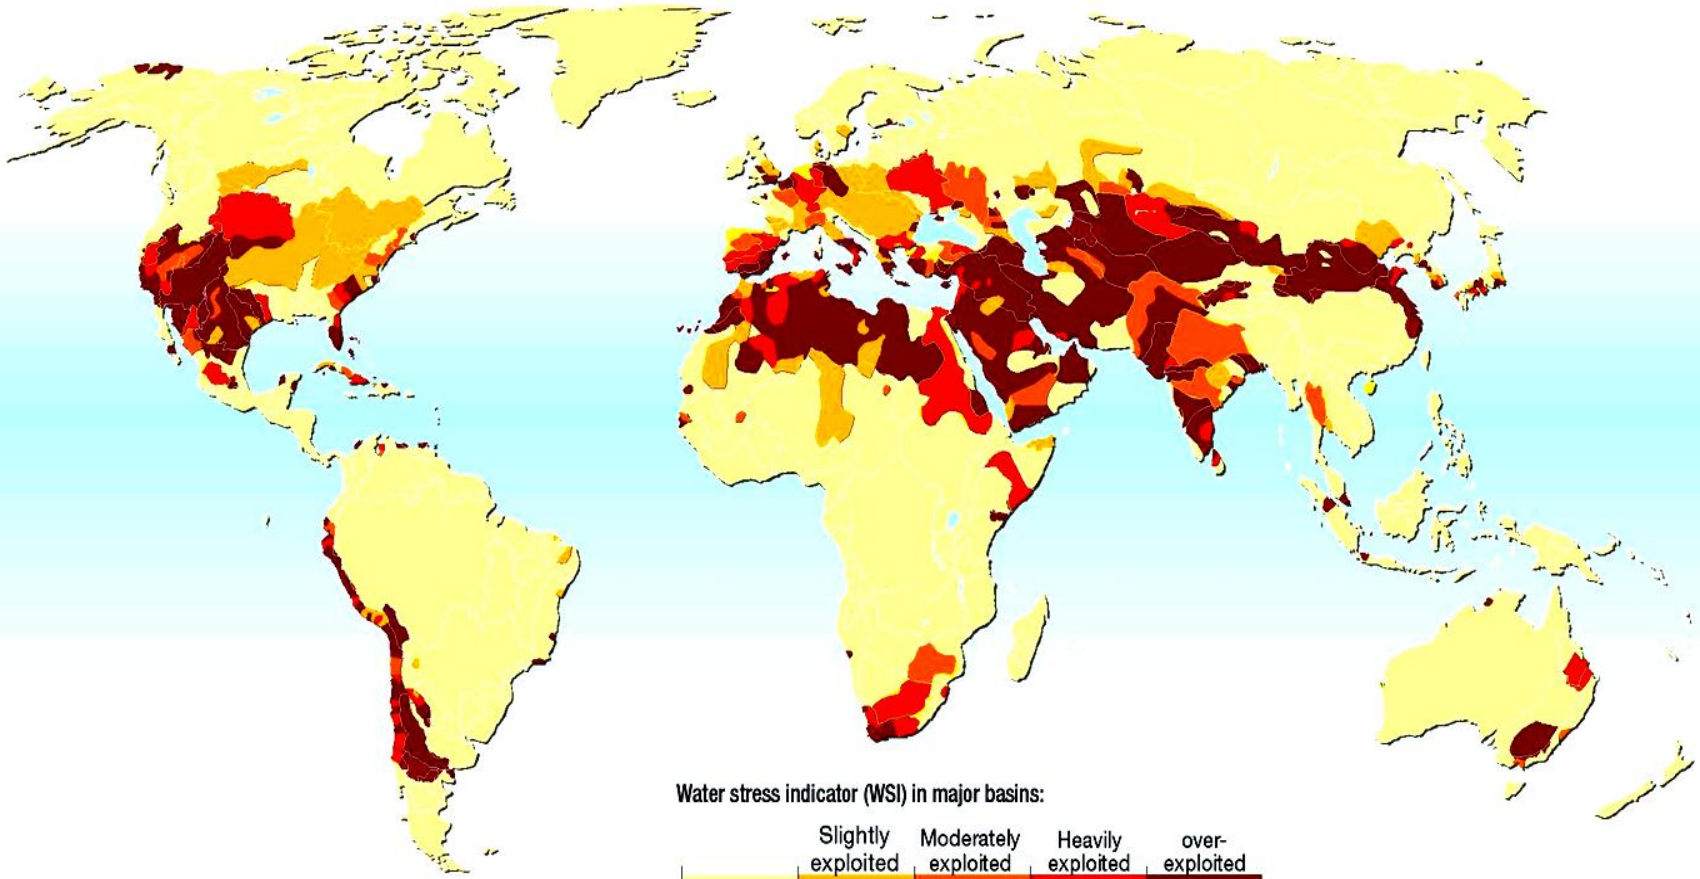 Water stress indicator (WSI) in major basins:
Slightly exploited
Moderately exploited
Heavily exploited
over-exploited